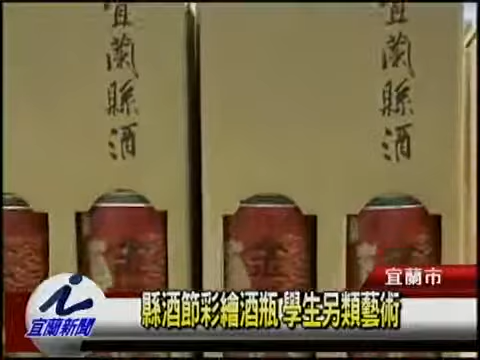 宜蘭縣酒
宜蘭縣酒
金
宜蘭市
縣酒節彩繪酒瓶 學生另類藝術
宜蘭新聞